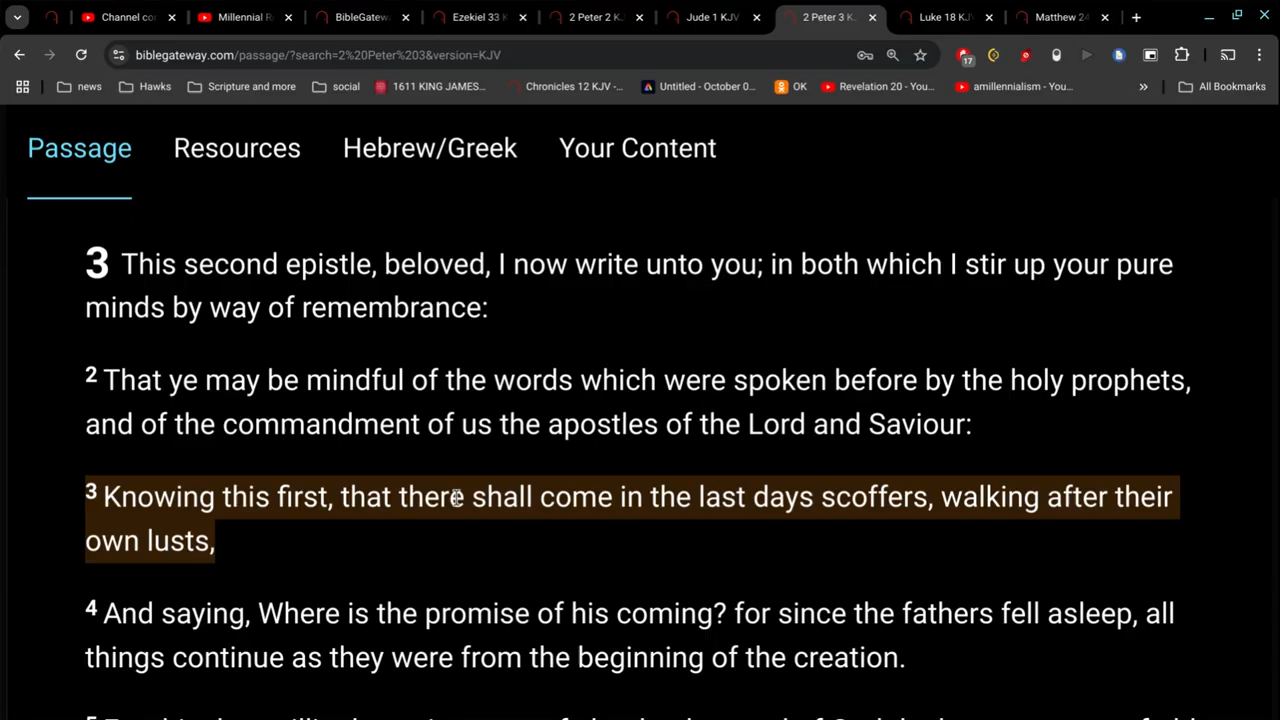 Channel co
Millennial R
BibleGatew
Ezekiel 33 K
2 Peter 2 K
Jude 1 KJV
2 Peter 3 K
Luke 18 KJ
Matthew 24
biblegateway.com/passage/?search=2%20Peter%203&version=KJV
17
news
Hawks
Scripture and more
social
1611 KING JAMES...
Chronicles 12 KJV -...
Untitled - October 0...
OK
Revelation 20 - You...
amillennialism - You...
»
All Bookmarks
Passage
Resources
Hebrew/Greek
Your Content
3 This second epistle, beloved, I now write unto you; in both which I stir up your pure
minds by way of remembrance:
2 That ye may be mindful of the words which were spoken before by the holy prophets,
and of the commandment of us the apostles of the Lord and Saviour:
3 Knowing this first, that there shall come in the last days scoffers, walking after their
own lusts,
4 And saying, Where is the promise of his coming? for since the fathers fell asleep, all
things continue as they were from the beginning of the creation.